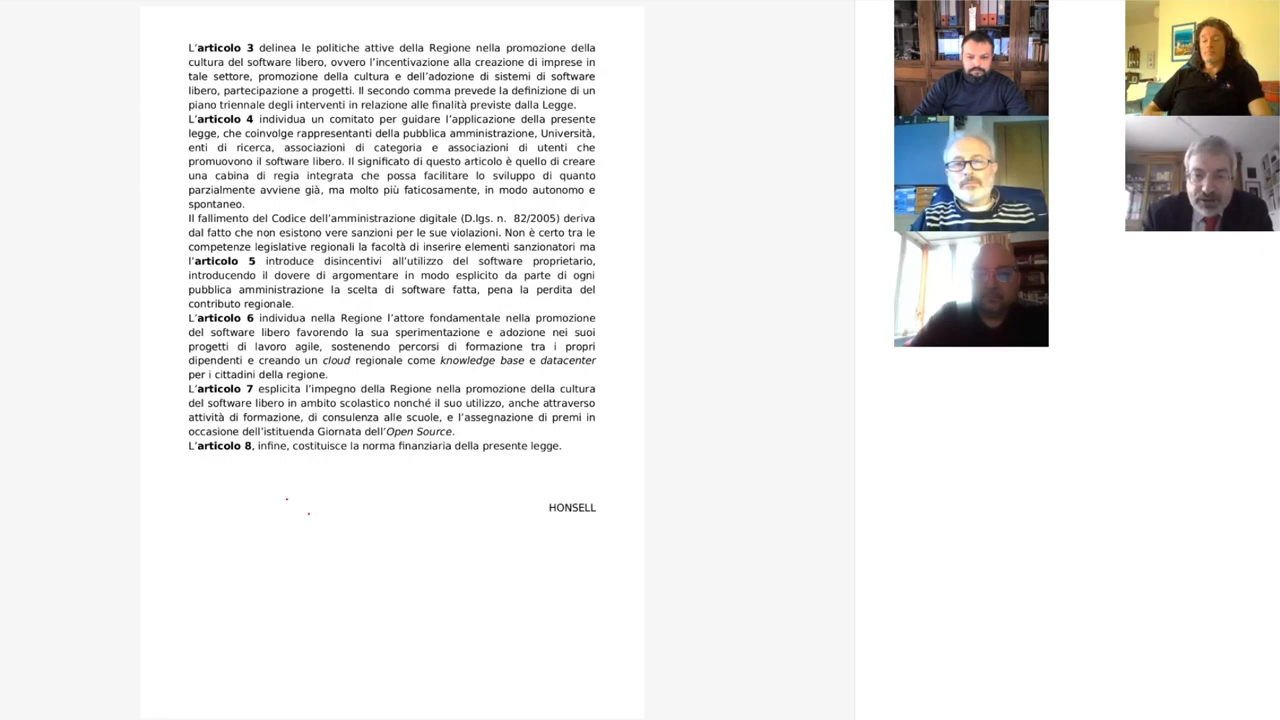 L’articolo 3 delinea le politiche attive della Regione nella promozione della
cultura del software libero, ovvero l’incentivazione alla creazione di imprese in
tale settore, promozione della cultura e dell’adozione di sistemi di software
libero, partecipazione a progetti. Il secondo comma prevede la definizione di un
piano triennale degli interventi in relazione alle finalità previste dalla Legge.
L’articolo 4 individua un comitato per guidare l’applicazione della presente
legge, che coinvolge rappresentanti della pubblica amministrazione, Università,
enti di ricerca, associazioni di categoria e associazioni di utenti che
promuovono il software libero. Il significato di questo articolo è quello di creare
una cabina di regia integrata che possa facilitare lo sviluppo di quanto
parzialmente avviene già, ma molto più faticosamente, in modo autonomo e
spontaneo.
Il fallimento del Codice dell’amministrazione digitale (D.lgs. n. 82/2005) deriva
dal fatto che non esistono vere sanzioni per le sue violazioni. Non è certo tra le
competenze legislative regionali la facoltà di inserire elementi sanzionatori ma
l’articolo 5 introduce disincentivi all’utilizzo del software proprietario,
introducendo il dovere di argomentare in modo esplicito da parte di ogni
pubblica amministrazione la scelta di software fatta, pena la perdita del
contributo regionale.
L’articolo 6 individua nella Regione l’attore fondamentale nella promozione
del software libero favorendo la sua sperimentazione e adozione nei suoi
progetti di lavoro agile, sostenendo percorsi di formazione tra i propri
dipendenti e creando un cloud regionale come knowledge base e datacenter
per i cittadini della regione.
L’articolo 7 esplicita l’impegno della Regione nella promozione della cultura
del software libero in ambito scolastico nonché il suo utilizzo, anche attraverso
attività di formazione, di consulenza alle scuole, e l’assegnazione di premi in
occasione dell’istituenda Giornata dell’Open Source.
L’articolo 8, infine, costituisce la norma finanziaria della presente legge.
HONSELL